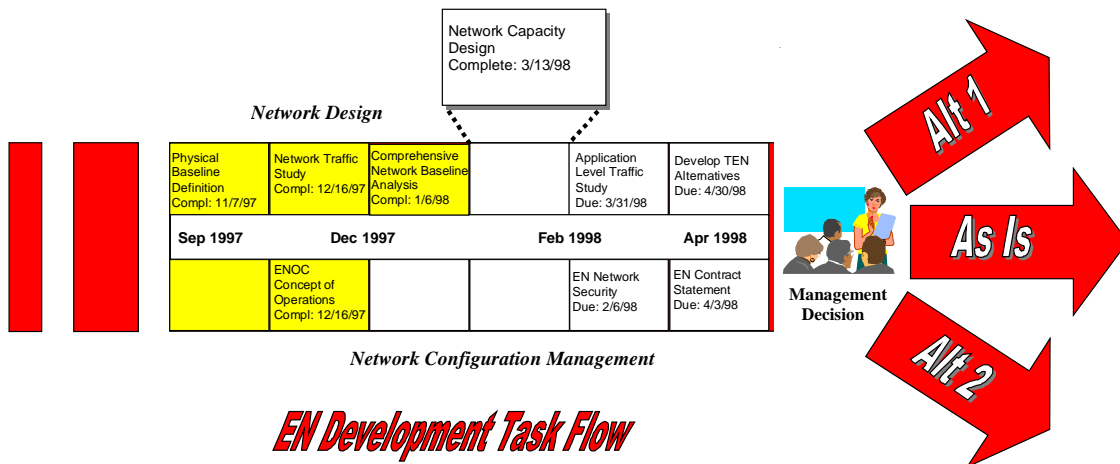 Network Capacity
Design
Complete: 3/13/98
Network Design
Physical
Baseline
Definition
Compl: 11/7/97
Network Traffic
Study
Compl: 12/16/97
Comprehensive
Network Baseline
Analysis
Compl: 1/6/98
Application
Level Traffic
Study
Due: 3/31/98
Develop TEN
Alternatives
Due: 4/30/98
Sep 1997
Dec 1997
Feb 1998
Apr 1998
ENOC
Concept of
Operations
Compl: 12/16/97
EN Network
Security
Due: 2/6/98
EN Contract
Statement
Due: 4/3/98
Network Configuration Management
Management
Decision
Alt 1
As Is
Alt 2
EN Development Task Flow